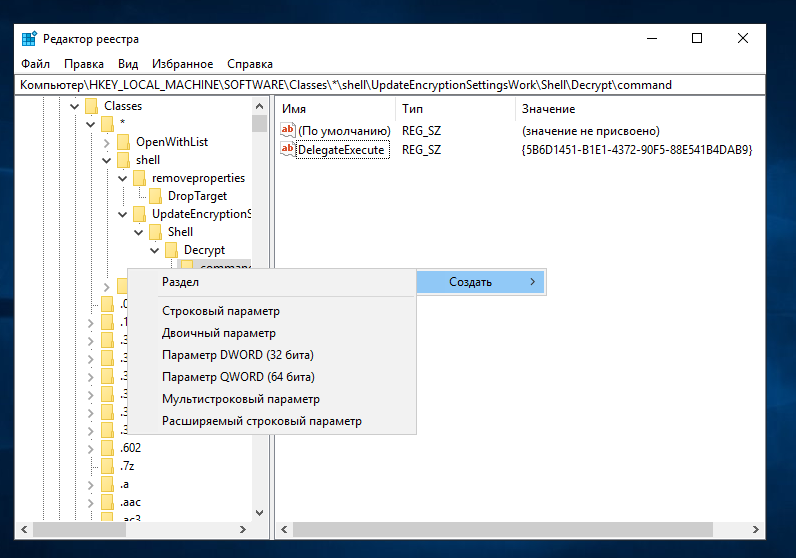 Редактор реестра
Файл Правка Вид Избранное Справка
Компьютер\HKEY_LOCAL_MACHINE\SOFTWARE\Classes\*\shell\UpdateEncryptionSettingsWork\Shell\Decrypt\command
Classes
*
OpenWithList
shell
removeproperties
DropTarget
UpdateEncryptionS
Shell
Decrypt
command
.602
.7z
.a
.aac
.ac3
Имя Тип Значение
(По умолчанию) REG_SZ (значение не присвоено)
DelegateExecute REG_SZ {5B6D1451-B1E1-4372-90F5-88E541B4DAB9}
Создать
Раздел
Строковый параметр
Двоичный параметр
Параметр DWORD (32 бита)
Параметр QWORD (64 бита)
Мультистроковый параметр
Расширяемый строковый параметр